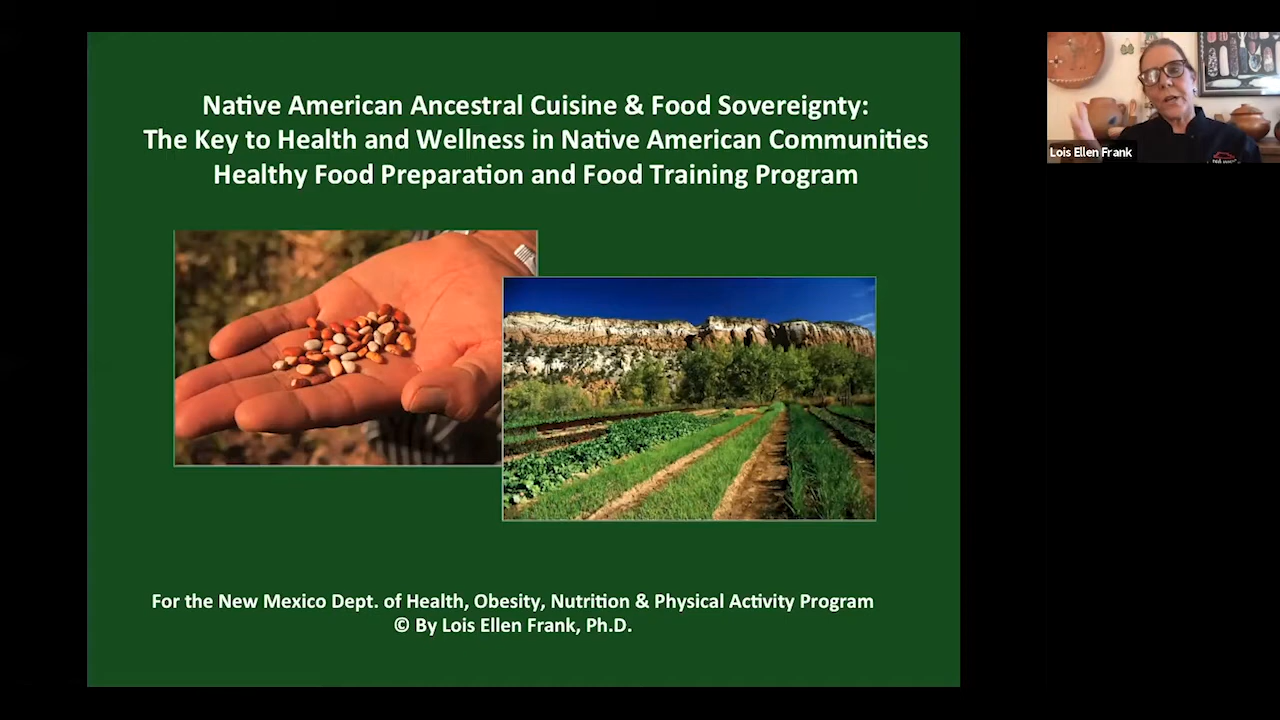 Native American Ancestral Cuisine & Food Sovereignty:
The Key to Health and Wellness in Native American Communities
Healthy Food Preparation and Food Training Program
For the New Mexico Dept. of Health, Obesity, Nutrition & Physical Activity Program
© By Lois Ellen Frank, Ph.D.
Lois Ellen Frank